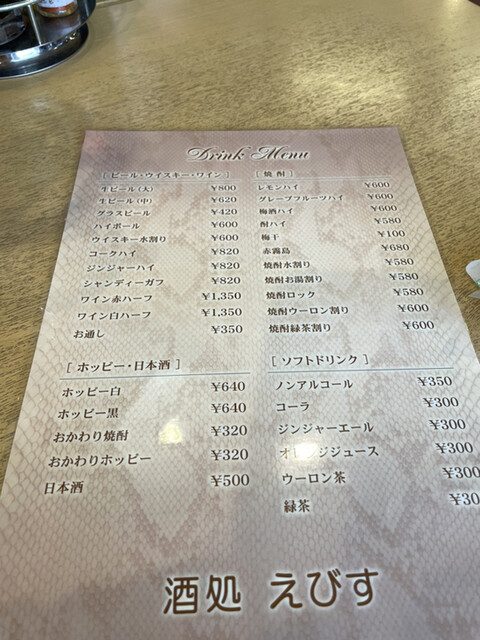 Drink Menu
[ ビール・ウイスキー・ワイン ]
生ビール（大） ¥800
生ビール（中） ¥620
グラスビール ¥420
ハイボール ¥600
ウイスキー水割り ¥600
コークハイ ¥820
ジンジャーハイ ¥820
シャンディーガフ ¥820
ワイン赤ハーフ ¥1,350
ワイン白ハーフ ¥1,350
お通し ¥350
[ 焼 酎 ]
レモンハイ ¥600
グレープフルーツハイ ¥600
梅酒ハイ ¥600
酎ハイ ¥580
梅干 ¥100
赤霧島 ¥680
焼酎水割り ¥580
焼酎お湯割り ¥580
焼酎ロック ¥580
焼酎ウーロン割り ¥600
焼酎緑茶割り ¥600
[ ホッピー・日本酒 ]
ホッピー白 ¥640
ホッピー黒 ¥640
おかわり焼酎 ¥320
おかわりホッピー ¥320
日本酒 ¥500
[ ソフトドリンク ]
ノンアルコール ¥350
コーラ ¥300
ジンジャーエール ¥300
オレンジジュース ¥300
ウーロン茶 ¥300
緑茶 ¥30
酒処 えびす